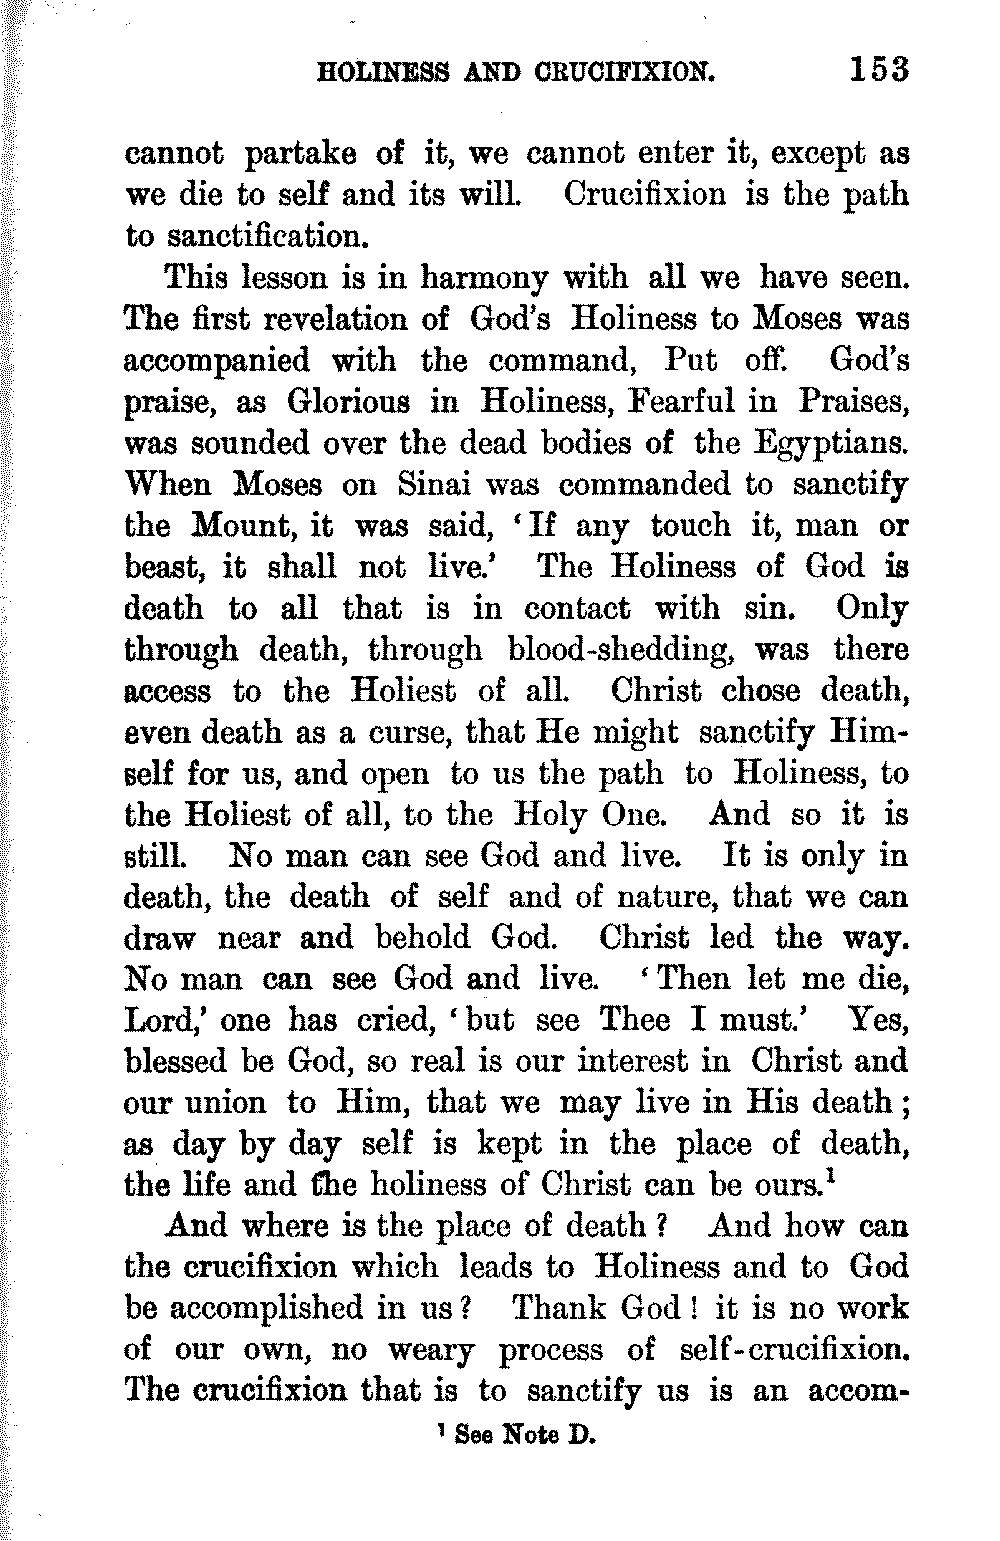 HOLINESS AND CRUCIFIXION. 153
cannot partake of it, we cannot enter it, except as
we die to self and its will. Crucifixion is the path
to sanctification.
This lesson is in harmony with all we have seen.
The first revelation of God's Holiness to Moses was
accompanied with the command, Put off. God's
praise, as Glorious in Holiness, Fearful in Praises,
was sounded over the dead bodies of the Egyptians.
When Moses on Sinai was commanded to sanctify
the Mount, it was said, ‘If any touch it, man or
beast, it shall not live.’ The Holiness of God is
death to all that is in contact with sin. Only
through death, through blood-shedding, was there
access to the Holiest of all. Christ chose death,
even death as a curse, that He might sanctify Him-
self for us, and open to us the path to Holiness, to
the Holiest of all, to the Holy One. And so it is
still. No man can see God and live. It is only in
death, the death of self and of nature, that we can
draw near and behold God. Christ led the way.
No man can see God and live. ‘Then let me die,
Lord,’ one has cried, ‘but see Thee I must.’ Yes,
blessed be God, so real is our interest in Christ and
our union to Him, that we may live in His death ;
as day by day self is kept in the place of death,
the life and the holiness of Christ can be ours.¹
And where is the place of death ? And how can
the crucifixion which leads to Holiness and to God
be accomplished in us ? Thank God ! it is no work
of our own, no weary process of self-crucifixion.
The crucifixion that is to sanctify us is an accom-
¹ See Note D.